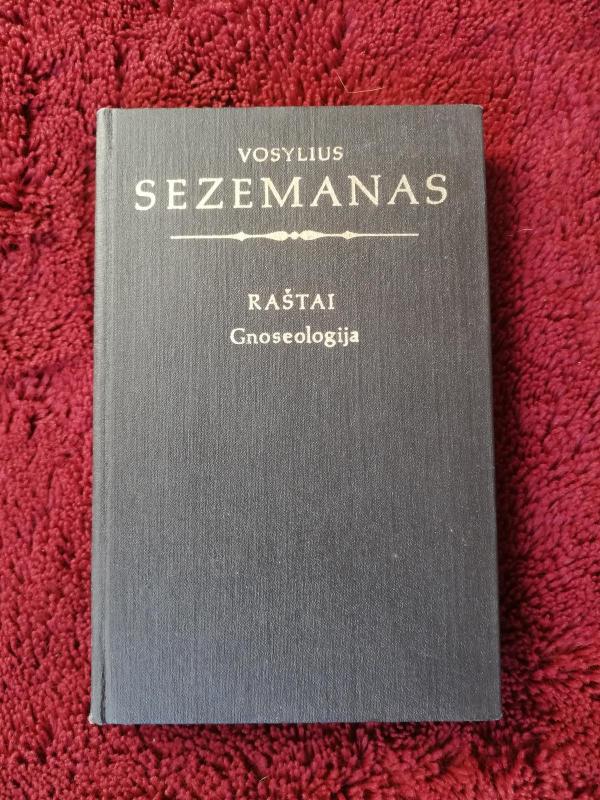 VOSYLIUS
SEZEMANAS
RAŠTAI
Gnoseologija